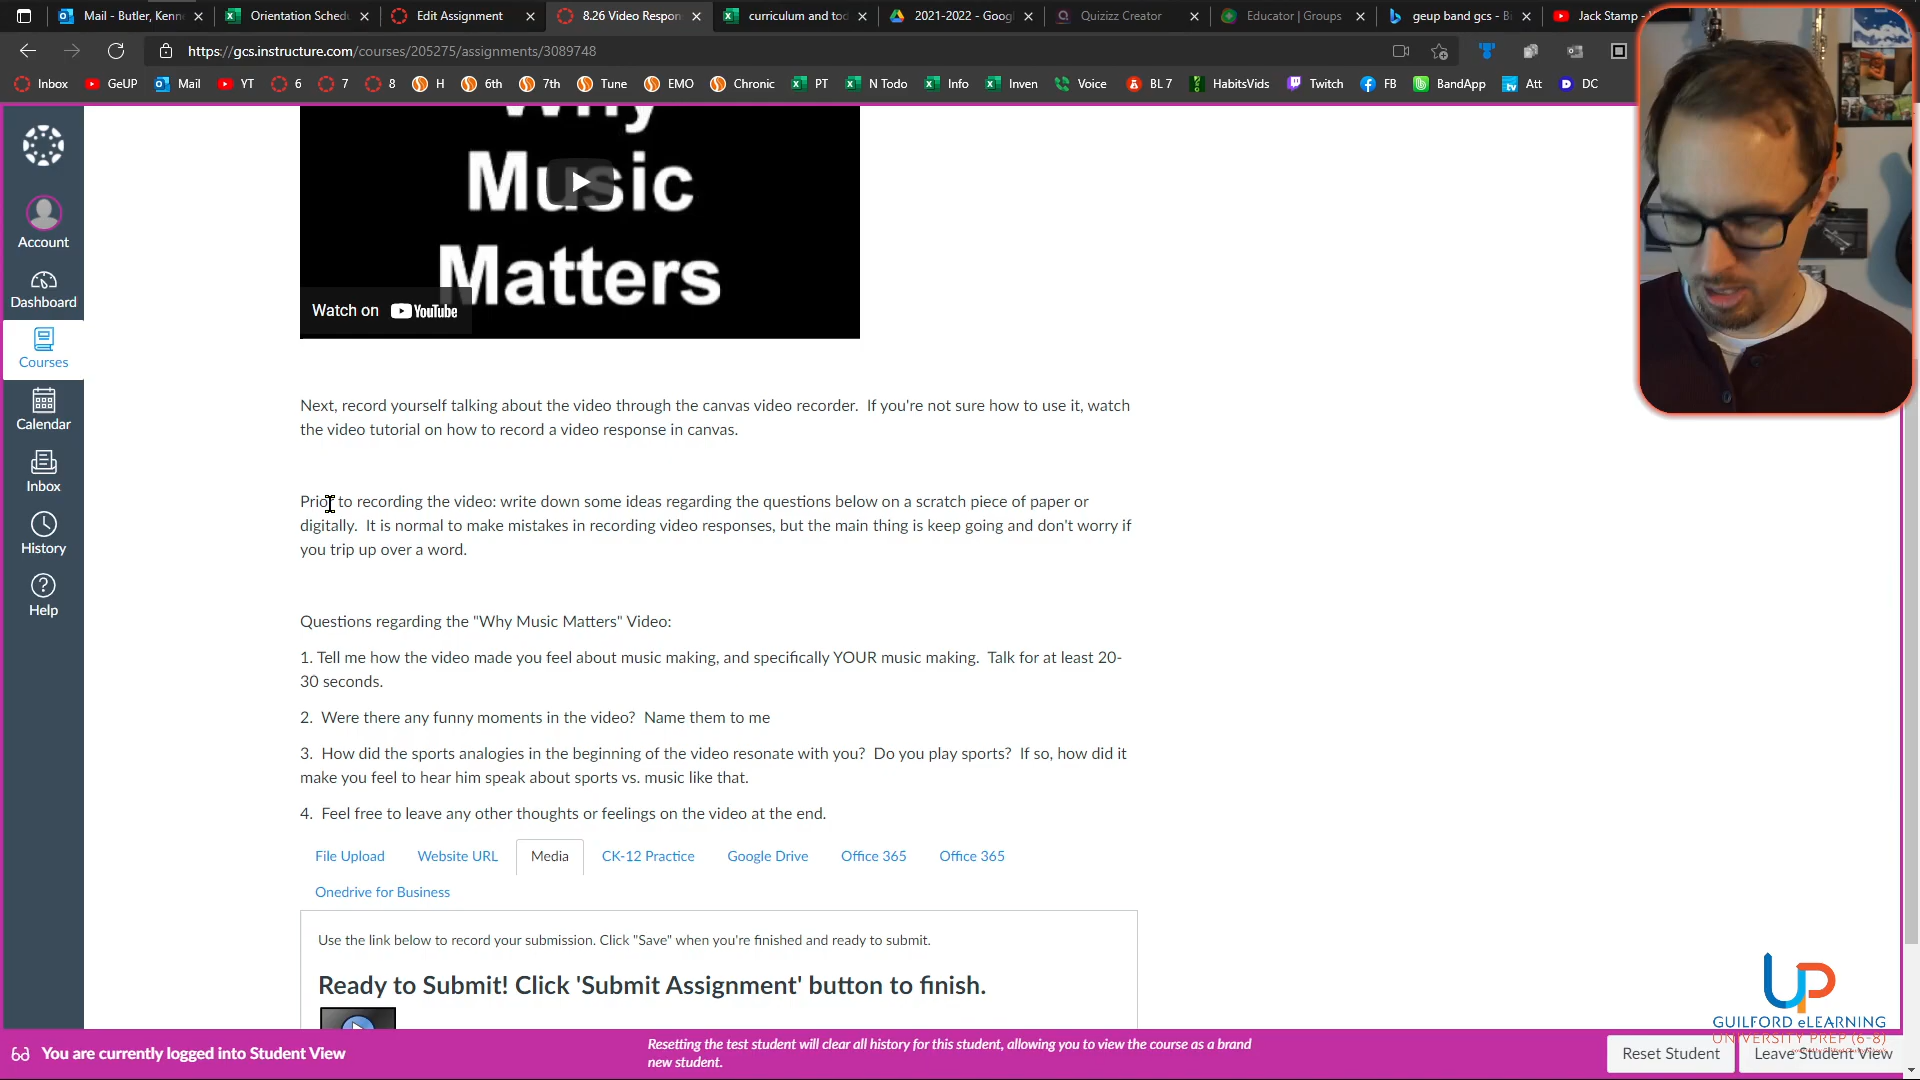 Mail - Butler, Kenne
Orientation Schedu
Edit Assignment
8.26 Video Respon
curriculum and too
2021-2022 - Googl
Quizizz Creator
Educator | Groups
geup band gcs - Bi
Jack Stamp -
https://gcs.instructure.com/courses/205275/assignments/3089748
Inbox
GeUP
Mail
YT
6
7
8
H
6th
7th
Tune
EMO
Chronic
PT
N Todo
Info
Inven
Voice
BL 7
HabitsVids
Twitch
FB
BandApp
Att
DC
Account
Dashboard
Courses
Calendar
Inbox
History
Help
Why
Music
Matters
Watch on YouTube
Next, record yourself talking about the video through the canvas video recorder.  If you're not sure how to use it, watch
the video tutorial on how to record a video response in canvas.
Prior to recording the video: write down some ideas regarding the questions below on a scratch piece of paper or
digitally.  It is normal to make mistakes in recording video responses, but the main thing is keep going and don't worry if
you trip up over a word.
Questions regarding the "Why Music Matters" Video:
1. Tell me how the video made you feel about music making, and specifically YOUR music making.  Talk for at least 20-
30 seconds.
2.  Were there any funny moments in the video?  Name them to me
3.  How did the sports analogies in the beginning of the video resonate with you?  Do you play sports?  If so, how did it
make you feel to hear him speak about sports vs. music like that.
4.  Feel free to leave any other thoughts or feelings on the video at the end.
File Upload
Website URL
Media
CK-12 Practice
Google Drive
Office 365
Office 365
Onedrive for Business
Use the link below to record your submission. Click "Save" when you're finished and ready to submit.
Ready to Submit! Click 'Submit Assignment' button to finish.
UP
GUILFORD eLEARNING
UNIVERSITY PREP (6-8)
You are currently logged into Student View
Resetting the test student will clear all history for this student, allowing you to view the course as a brand
new student.
Reset Student
Leave Student View